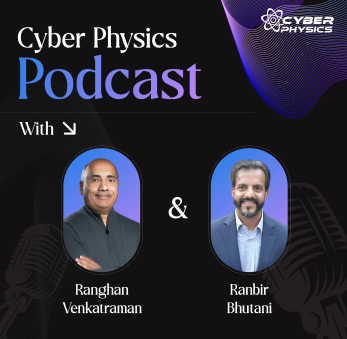 CYBER
PHYSICS
Cyber Physics
Podcast
With
&
Ranghan
Venkatraman
Ranbir
Bhutani